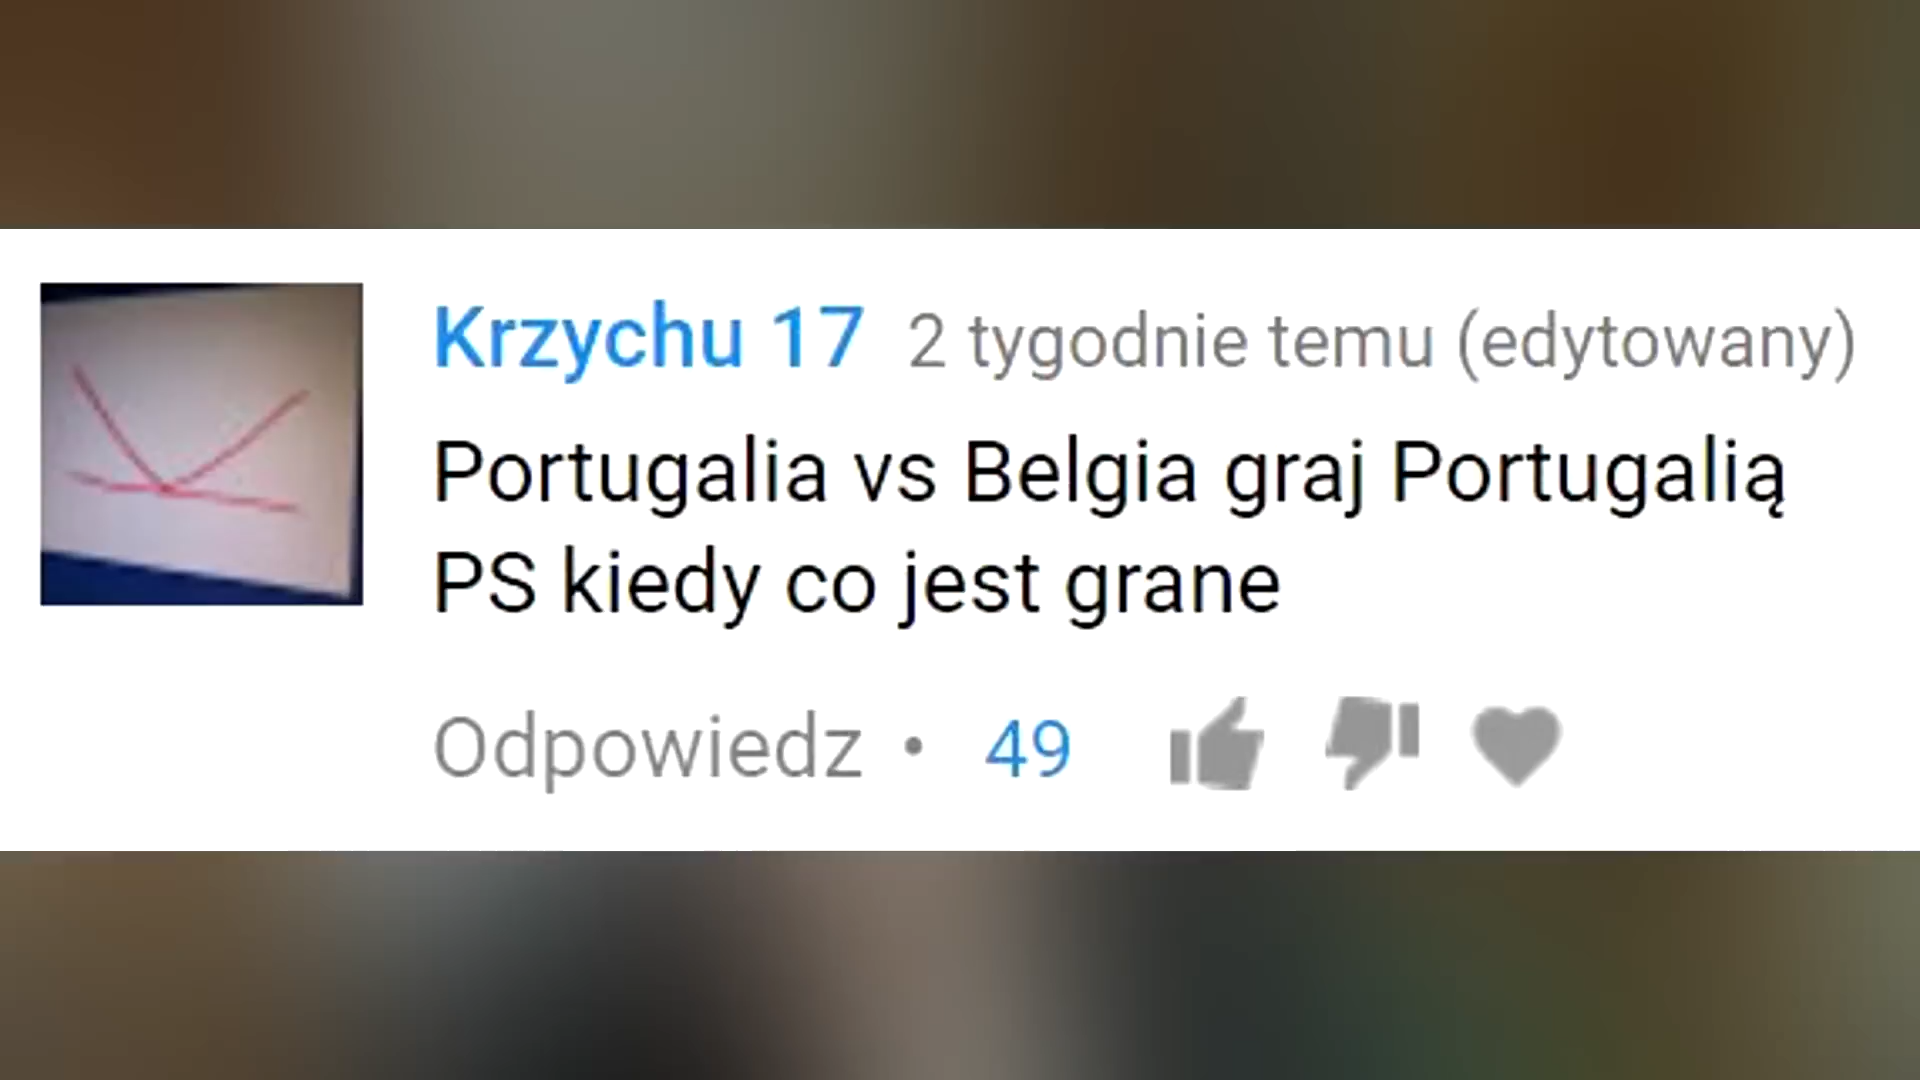 Krzychu 17 2 tygodnie temu (edytowany)
Portugalia vs Belgia graj Portugalią
PS kiedy co jest grane
Odpowiedz • 49